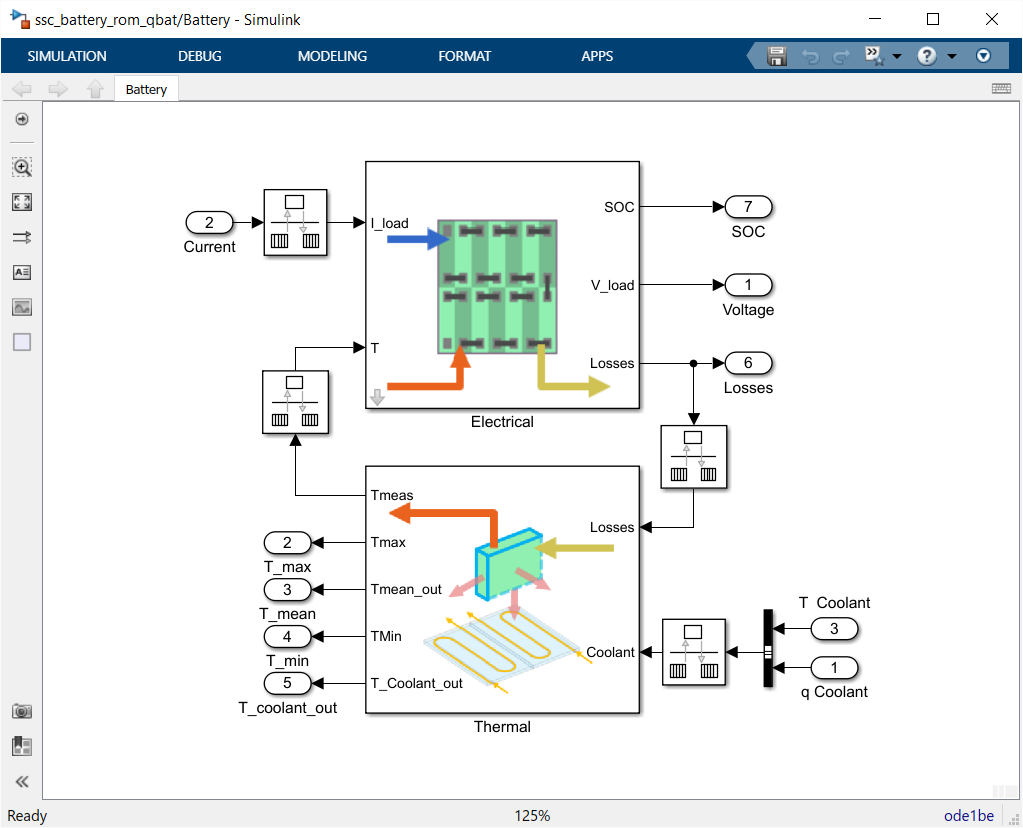 ssc_battery_rom_qbat/Battery - Simulink
SIMULATION
DEBUG
MODELING
FORMAT
APPS
?
Battery
A
2
Current
I_load
SOC
7
SOC
V_load
1
Voltage
T
Losses
6
Losses
Electrical
Tmeas
Losses
2
Tmax
T_max
3
Tmean_out
T_mean
4
TMin
T_min
5
T_Coolant_out
T_coolant_out
Coolant
T Coolant
3
1
q Coolant
Thermal
Ready
125%
ode1be